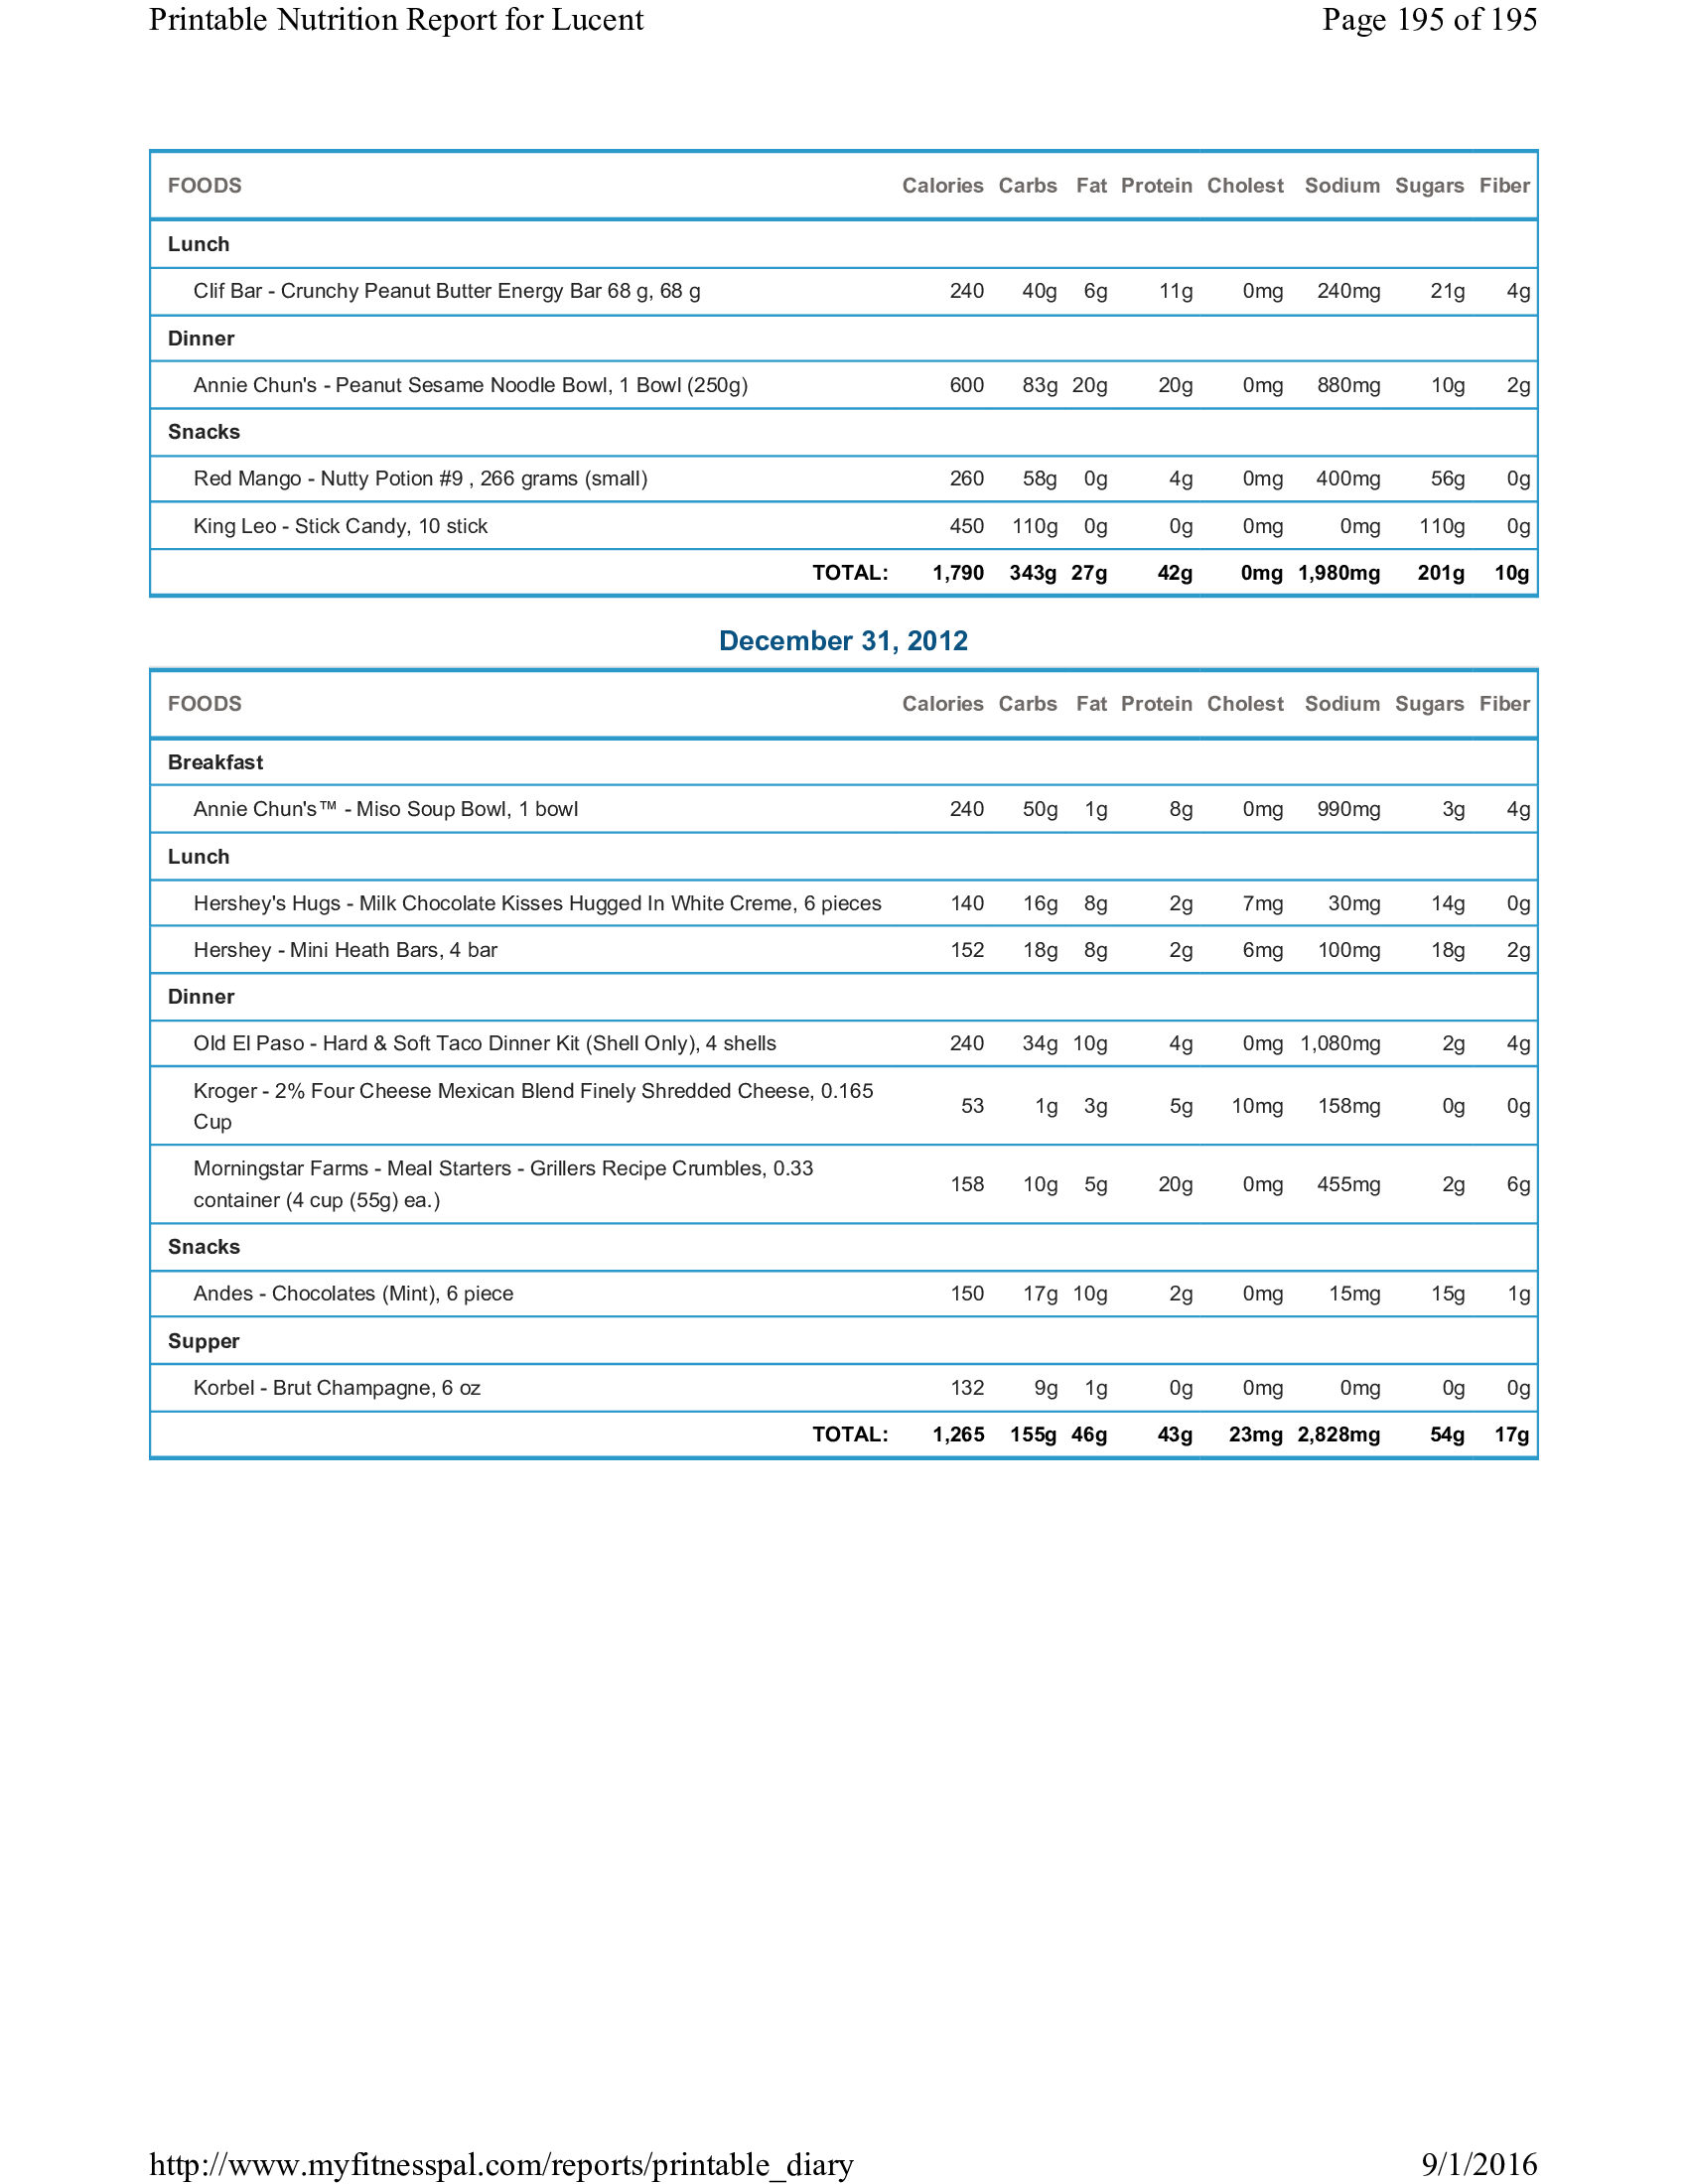 Printable Nutrition Report for Lucent Page 195 of 195
FOODS Calories Carbs Fat Protein Cholest Sodium Sugars Fiber
Lunch
Clif Bar - Crunchy Peanut Butter Energy Bar 68 g, 68 g 240 40g 6g 11g 0mg 240mg 21g 4g
Dinner
Annie Chun's - Peanut Sesame Noodle Bowl, 1 Bowl (250g) 600 83g 20g 20g 0mg 880mg 10g 2g
Snacks
Red Mango - Nutty Potion #9 , 266 grams (small) 260 58g 0g 4g 0mg 400mg 56g 0g
King Leo - Stick Candy, 10 stick 450 110g 0g 0g 0mg 0mg 110g 0g
TOTAL: 1,790 343g 27g 42g 0mg 1,980mg 201g 10g
December 31, 2012
FOODS Calories Carbs Fat Protein Cholest Sodium Sugars Fiber
Breakfast
Annie Chun's™ - Miso Soup Bowl, 1 bowl 240 50g 1g 8g 0mg 990mg 3g 4g
Lunch
Hershey's Hugs - Milk Chocolate Kisses Hugged In White Creme, 6 pieces 140 16g 8g 2g 7mg 30mg 14g 0g
Hershey - Mini Heath Bars, 4 bar 152 18g 8g 2g 6mg 100mg 18g 2g
Dinner
Old El Paso - Hard & Soft Taco Dinner Kit (Shell Only), 4 shells 240 34g 10g 4g 0mg 1,080mg 2g 4g
Kroger - 2% Four Cheese Mexican Blend Finely Shredded Cheese, 0.165
Cup 53 1g 3g 5g 10mg 158mg 0g 0g
Morningstar Farms - Meal Starters - Grillers Recipe Crumbles, 0.33
container (4 cup (55g) ea.) 158 10g 5g 20g 0mg 455mg 2g 6g
Snacks
Andes - Chocolates (Mint), 6 piece 150 17g 10g 2g 0mg 15mg 15g 1g
Supper
Korbel - Brut Champagne, 6 oz 132 9g 1g 0g 0mg 0mg 0g 0g
TOTAL: 1,265 155g 46g 43g 23mg 2,828mg 54g 17g
http://www.myfitnesspal.com/reports/printable_diary 9/1/2016